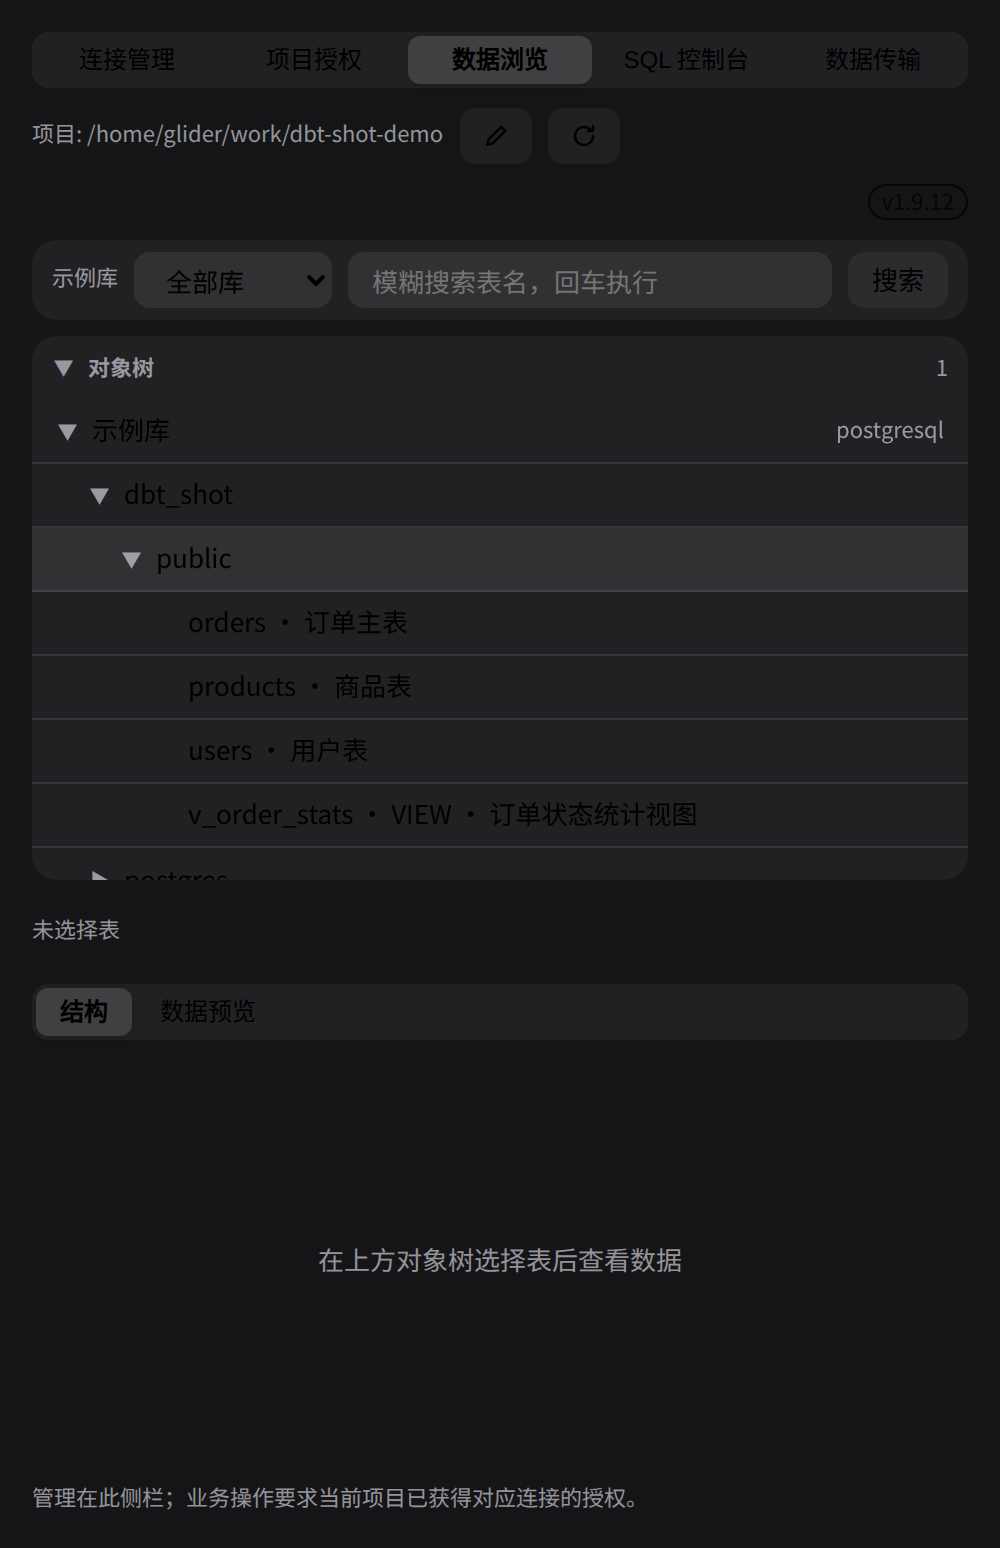 连接管理 项目授权 数据浏览 SQL 控制台 数据传输
项目: /home/glider/work/dbt-shot-demo
v1.9.12
示例库 全部库 模糊搜索表名，回车执行 搜索
▼ 对象树 1
▼ 示例库 postgresql
▼ dbt_shot
▼ public
orders · 订单主表
products · 商品表
users · 用户表
v_order_stats · VIEW · 订单状态统计视图
▶ postgres
未选择表
结构 数据预览
在上方对象树选择表后查看数据
管理在此侧栏；业务操作要求当前项目已获得对应连接的授权。